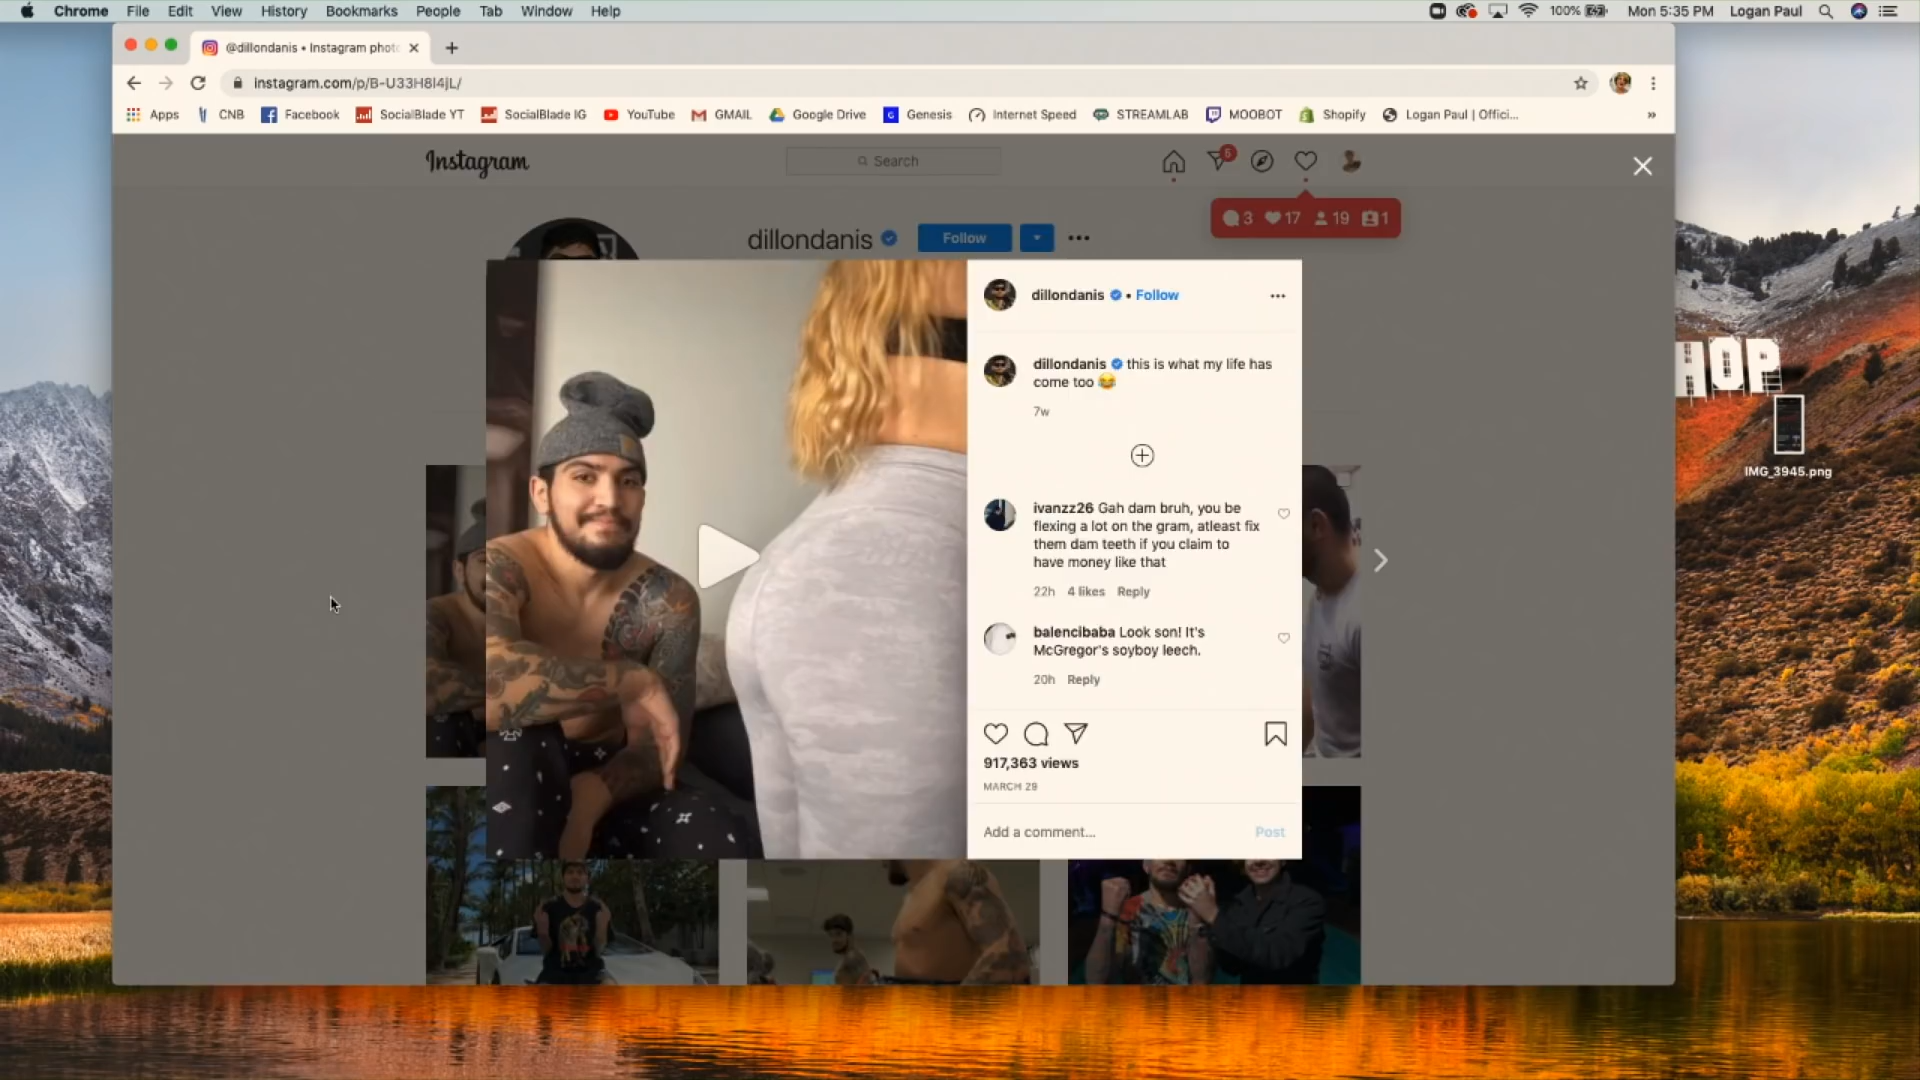 Chrome File Edit View History Bookmarks People Tab Window Help
100% Mon 5:35 PM Logan Paul
@dillondanis • Instagram phot
instagram.com/p/B-U33H8l4jL/
Apps CNB Facebook SocialBlade YT SocialBlade IG YouTube GMAIL Google Drive Genesis Internet Speed STREAMLAB MOOBOT Shopify Logan Paul | Offici...
Instagram
Search
5
3 17 19 1
dillondanis Follow
dillondanis • Follow
dillondanis this is what my life has
come too 😂
7w
ivanzz26 Gah dam bruh, you be
flexing a lot on the gram, atleast fix
them dam teeth if you claim to
have money like that
22h 4 likes Reply
balencibaba Look son! It's
McGregor's soyboy leech.
20h Reply
917,363 views
MARCH 29
Add a comment... Post
HOP
IMG_3945.png